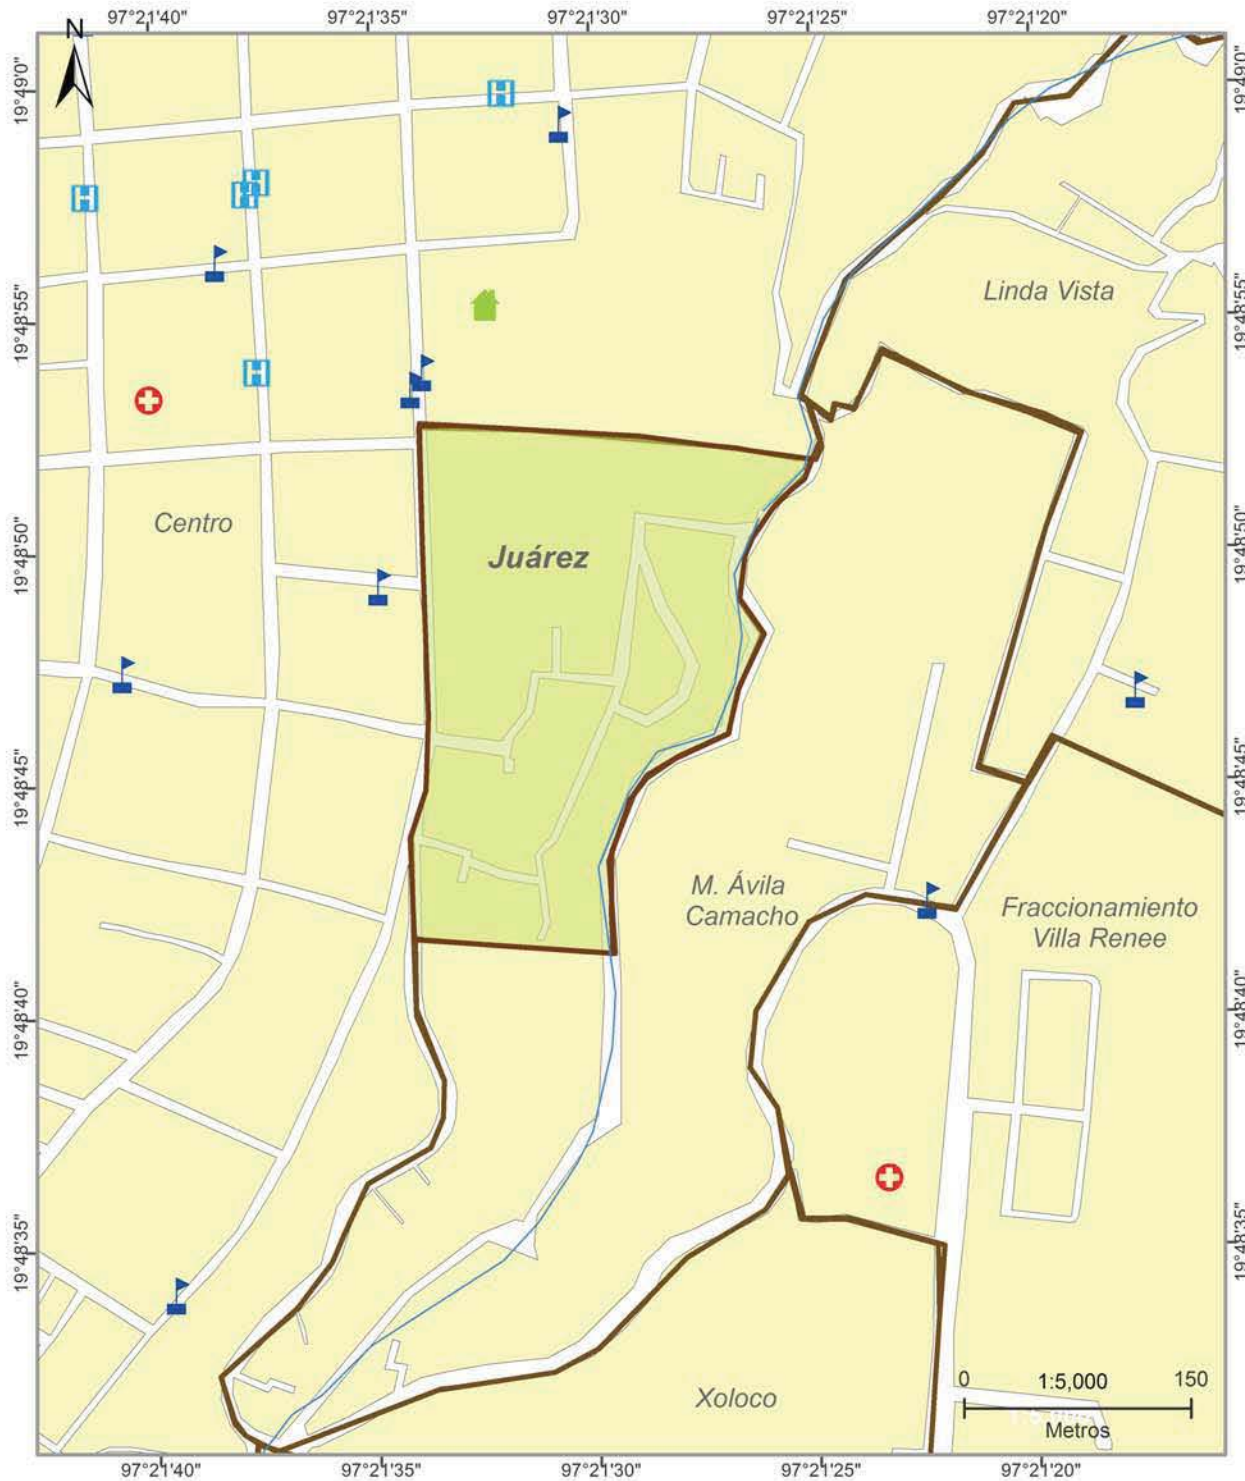 97°21'40" 97°21'35" 97°21'30" 97°21'25" 97°21'20"
N
19°49'0" 19°49'0"
Linda Vista
19°48'55" 19°48'55"
Centro
Juárez
19°48'50" 19°48'50"
19°48'45" 19°48'45"
M. Ávila
Camacho
Fraccionamiento
Villa Renee
19°48'40" 19°48'40"
19°48'35" 19°48'35"
Xoloco
0 1:5,000 150
Metros
97°21'40" 97°21'35" 97°21'30" 97°21'25" 97°21'20"